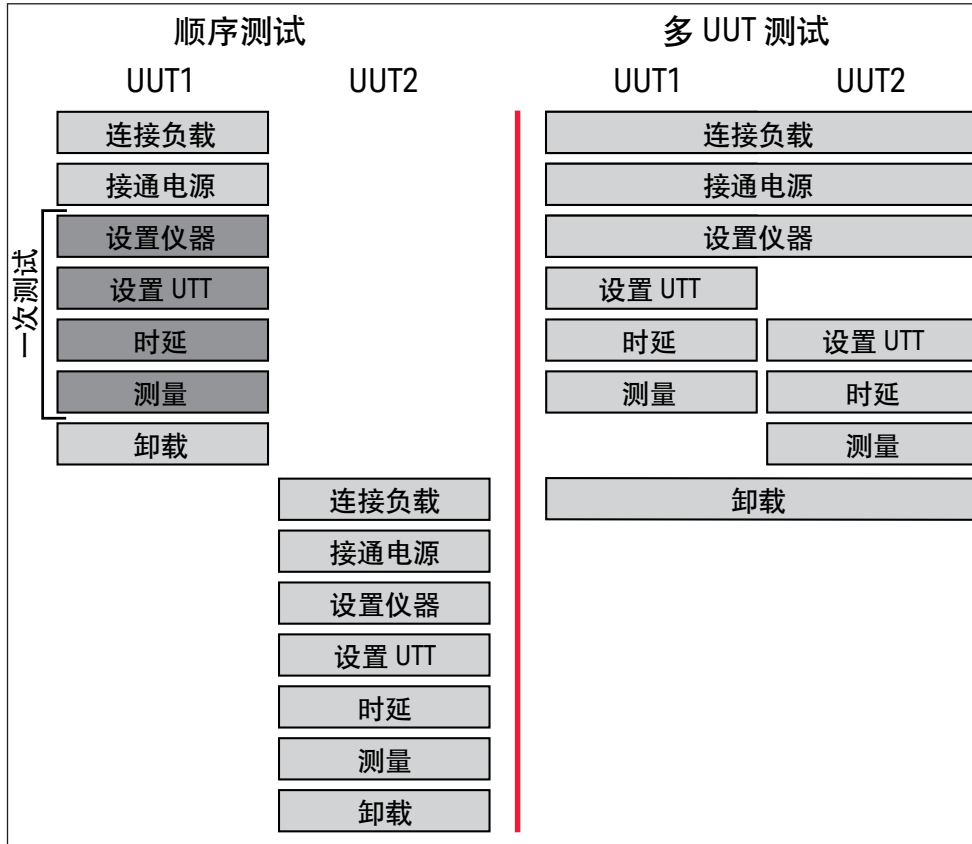 顺序测试
UUT1
UUT2
连接负载
接通电源
设置仪器
设置 UTT
时延
测量
卸载
一次测试
连接负载
接通电源
设置仪器
设置 UTT
时延
测量
卸载
多 UUT 测试
UUT1
UUT2
连接负载
接通电源
设置仪器
设置 UTT
时延
设置 UTT
测量
时延
测量
卸载